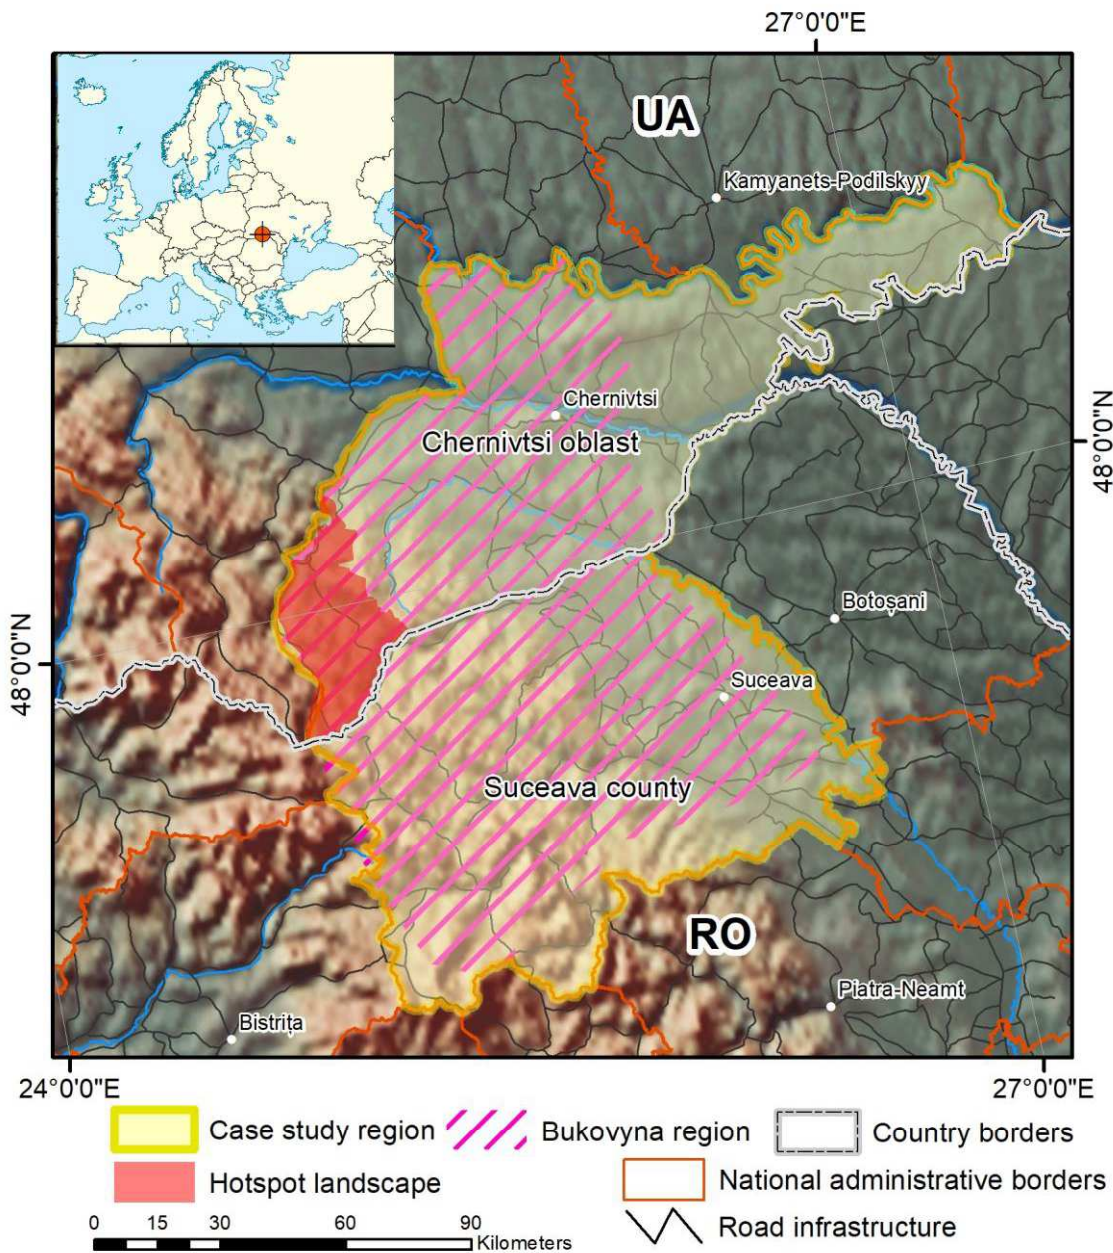 27°0'0"E
UA
Kamyanets-Podilskyy
Chernivtsi
Chernivtsi oblast
48°0'0"N
Botoșani
48°0'0"N
Suceava
Suceava county
RO
Piatra-Neamt
Bistrița
24°0'0"E
27°0'0"E
Case study region
Bukovyna region
Country borders
Hotspot landscape
National administrative borders
Road infrastructure
0 15 30 60 90
Kilometers